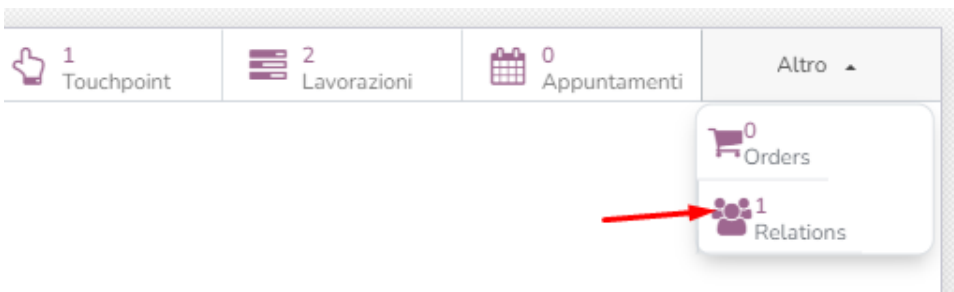 1
Touchpoint
2
Lavorazioni
0
Appuntamenti
Altro
0
Orders
1
Relations